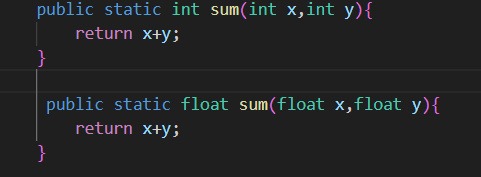 public static int sum(int x,int y){
    return x+y;
}
public static float sum(float x,float y){
    return x+y;
}